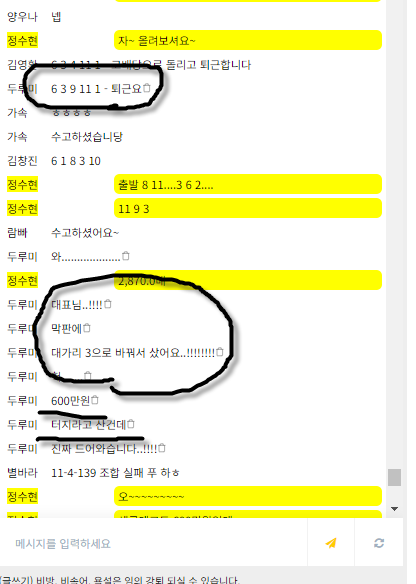 양우나 넵
정수현 자~ 올려보셔요~
김영환 6 3 4 11 1 - 고배당으로 돌리고 퇴근합니다
두루미 6 3 9 11 1 - 퇴근요
가속 ㅎㅎㅎㅎ
가속 수고하셨습니당
김창진 6 1 8 3 10
정수현 출발 8 11....3 6 2....
정수현 11 9 3
람빠 수고하셨어요~
두루미 와...................
정수현 2,870.0배
두루미 대표님..!!!!
두루미 막판에
두루미 대가리 3으로 바꿔서 샀어요..!!!!!!!!
두루미
두루미 600만원
두루미 터지라고 산건데
두루미 진짜 드어와습니다..!!!!
별바라 11-4-139 조합 실패 푸 하ㅎ
정수현 오~~~~~~~~~
정수현
메시지를 입력하세요
(글쓰기) 비방, 비속어, 욕설은 임의 강퇴 되실 수 있습니다.